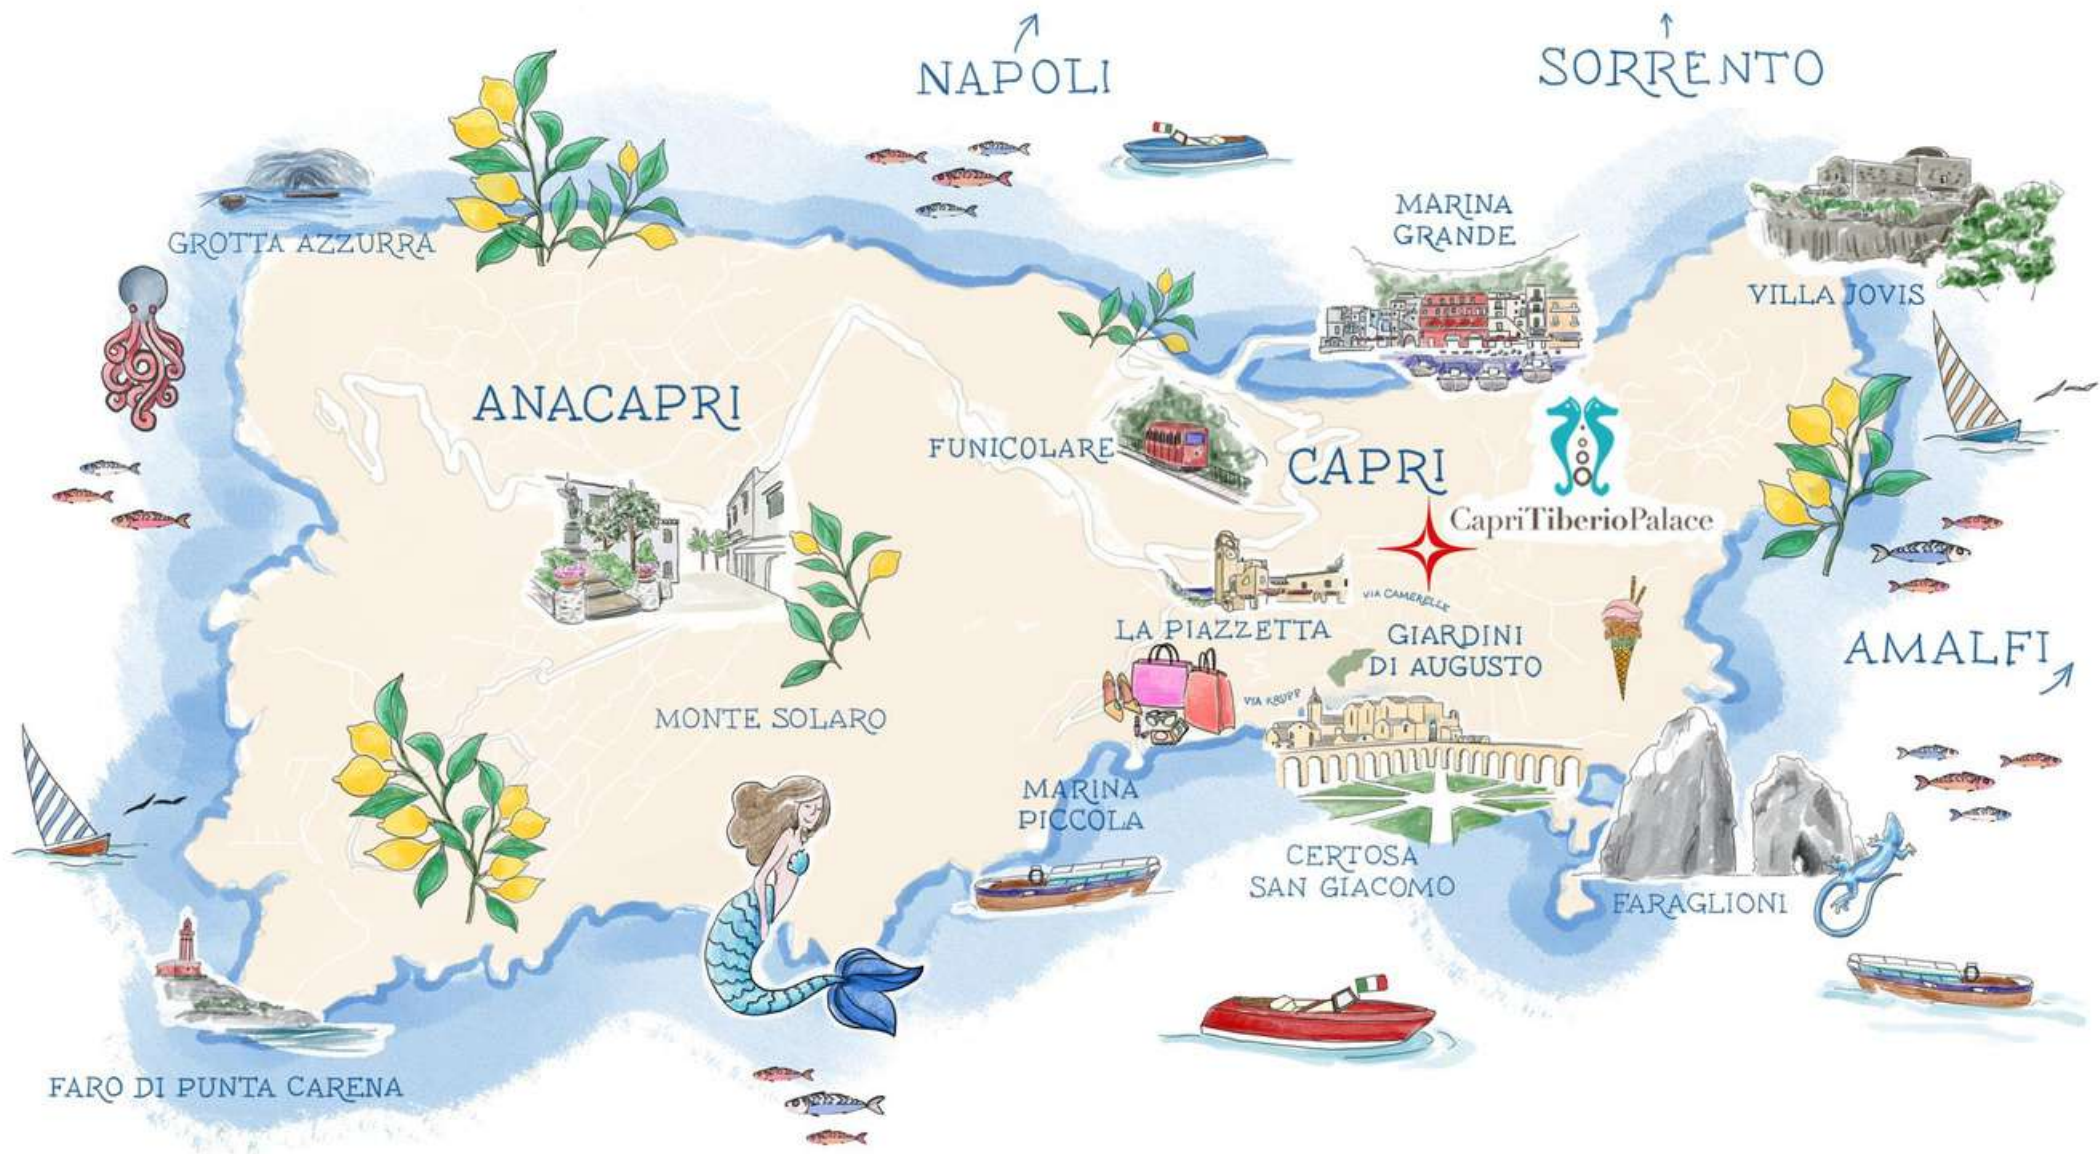 NAPOLI
SORRENTO
MARINA
GRANDE
GROTTA AZZURRA
VILLA JOVIS
ANACAPRI
FUNICOLARE
CAPRI
CapriTiberioPalace
VIA CAMERELLE
LA PIAZZETTA
GIARDINI
DI AUGUSTO
AMALFI
VIA KRUPP
MONTE SOLARO
MARINA
PICCOLA
CERTOSA
SAN GIACOMO
FARAGLIONI
FARO DI PUNTA CARENA